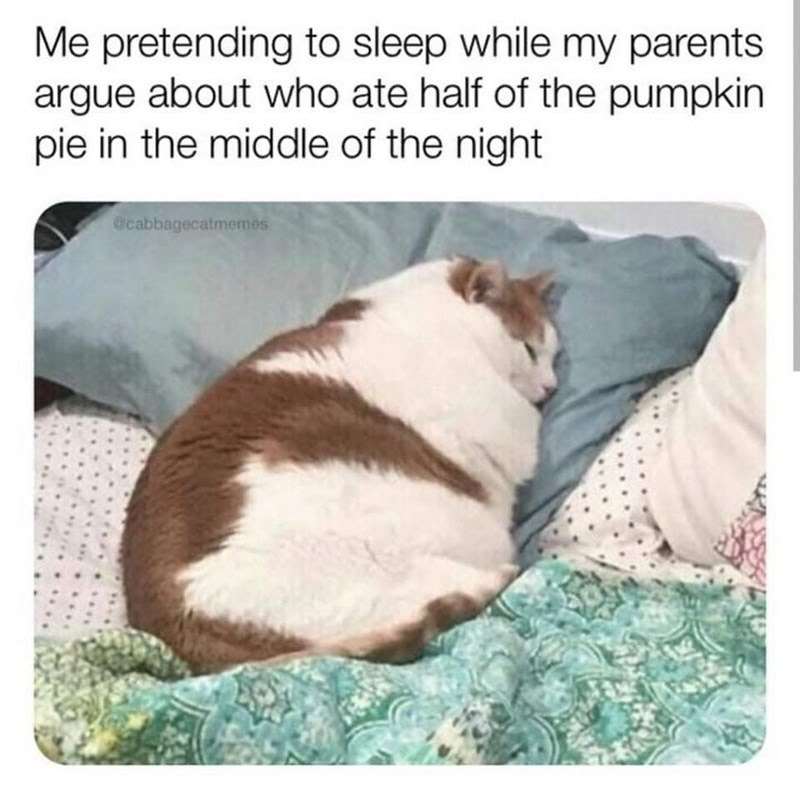 Me pretending to sleep while my parents
argue about who ate half of the pumpkin
pie in the middle of the night
@cabbagecatmemes